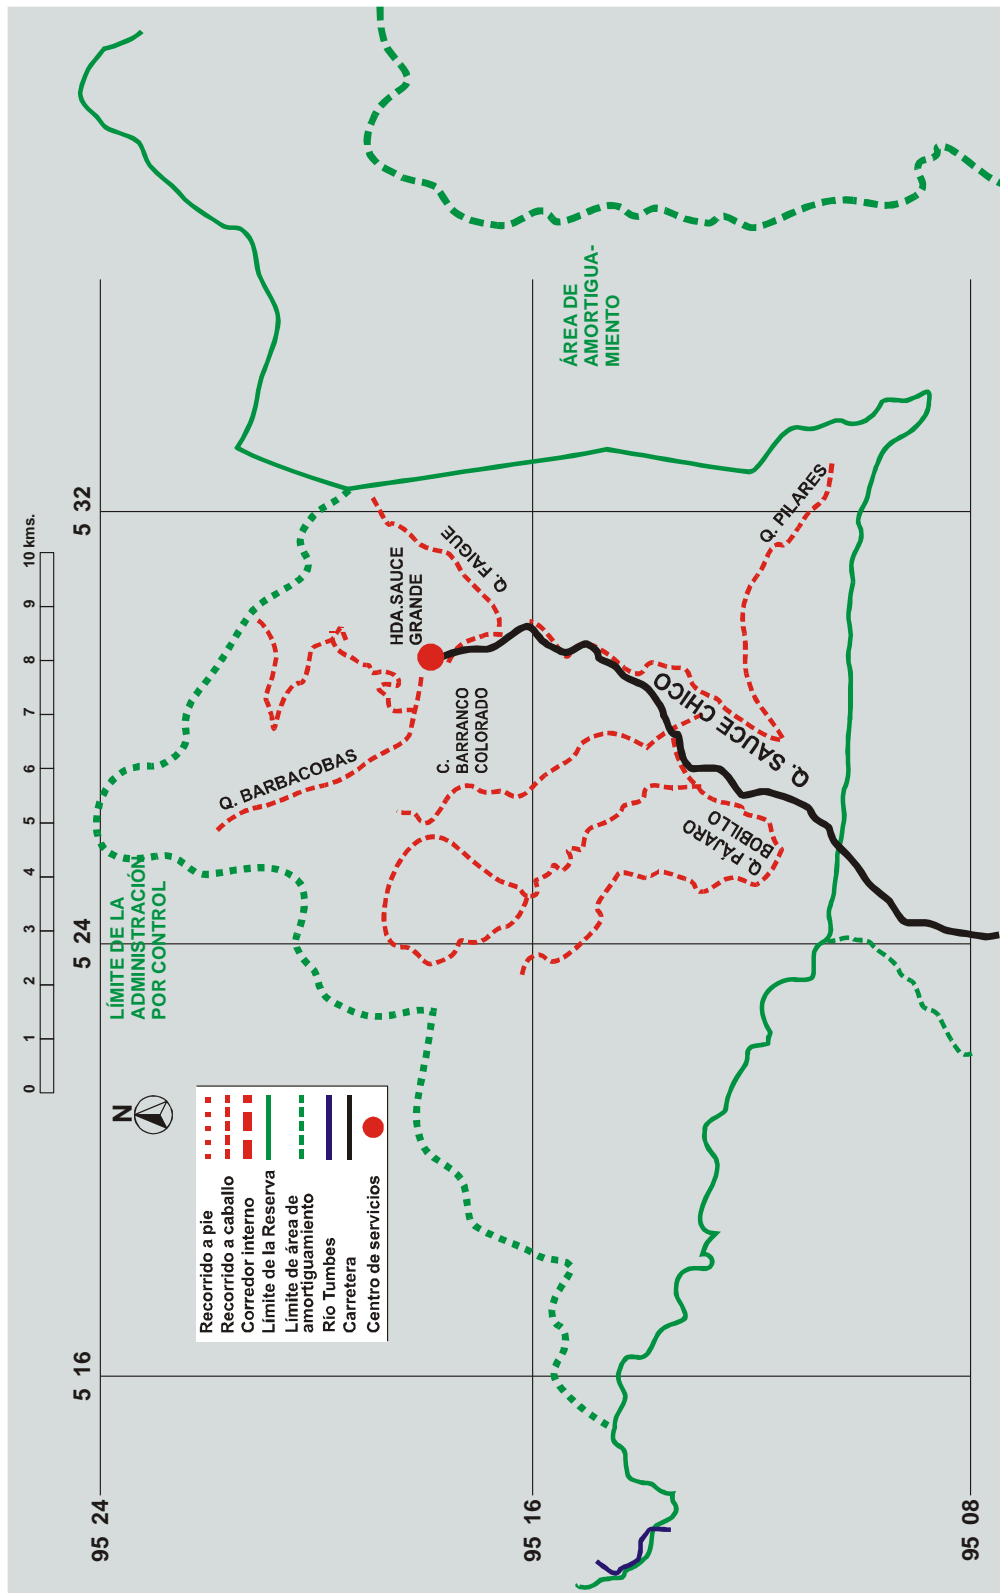 LÍMITE DE LA
ADMINISTRACIÓN
POR CONTROL
0 1 2 3 4 5 6 7 8 9 10 kms.
N
5 16
5 24
5 32
95 24
95 16
95 08
Recorrido a pie
Recorrido a caballo
Corredor interno
Límite de la Reserva
Límite de área de
amortiguamiento
Río Tumbes
Carretera
Centro de servicios
Q. BARBACOBAS
HDA.SAUCE
GRANDE
Q. FAIGUE
C.
BARRANCO
COLORADO
ÁREA DE
AMORTIGUA-
MIENTO
Q. SAUCE CHICO
Q. PÁJARO
BOBILLO
Q. PILARES